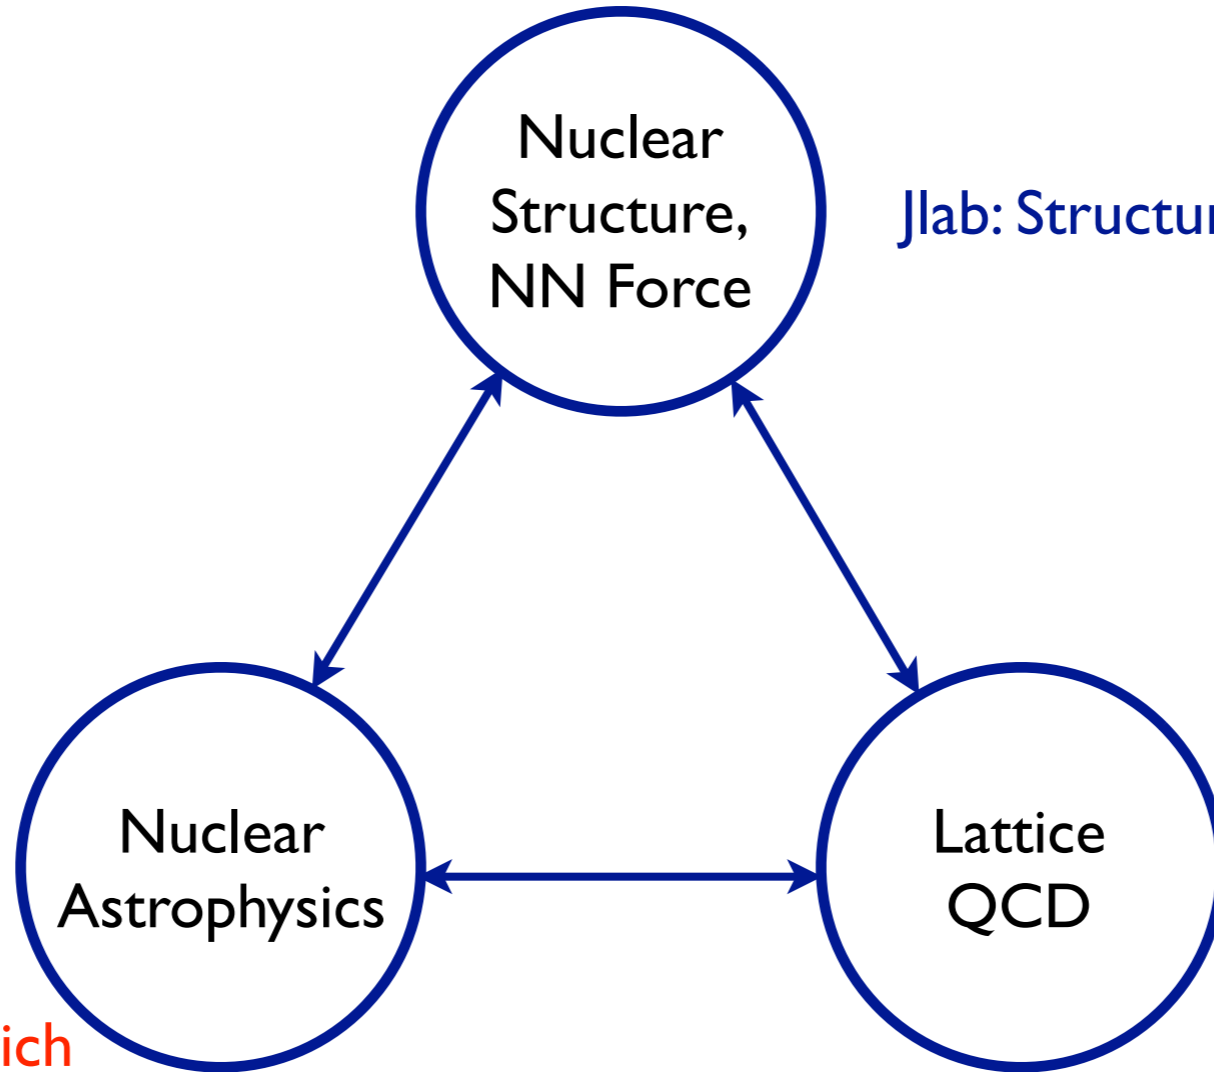 Nuclear
Structure,
NN Force
Jlab: Structur
Nuclear
Astrophysics
Lattice
QCD
ich